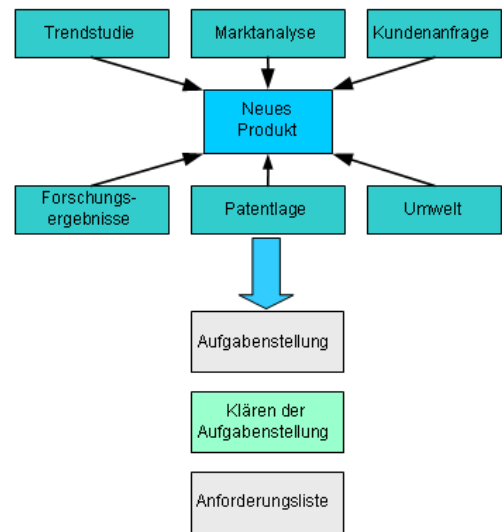 Trendstudie
Marktanalyse
Kundenanfrage
Neues
Produkt
Forschungs-
ergebnisse
Patentlage
Umwelt
Aufgabenstellung
Klären der
Aufgabenstellung
Anforderungsliste